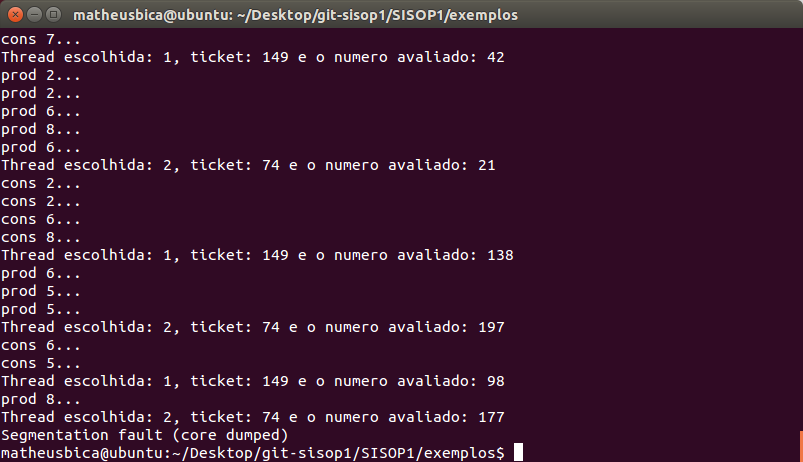 matheusbica@ubuntu: ~/Desktop/git-sisop1/SISOP1/exemplos
cons 7...
Thread escolhida: 1, ticket: 149 e o numero avaliado: 42
prod 2...
prod 2...
prod 6...
prod 8...
prod 6...
Thread escolhida: 2, ticket: 74 e o numero avaliado: 21
cons 2...
cons 2...
cons 6...
cons 8...
Thread escolhida: 1, ticket: 149 e o numero avaliado: 138
prod 6...
prod 5...
prod 5...
Thread escolhida: 2, ticket: 74 e o numero avaliado: 197
cons 6...
cons 5...
Thread escolhida: 1, ticket: 149 e o numero avaliado: 98
prod 8...
Thread escolhida: 2, ticket: 74 e o numero avaliado: 177
Segmentation fault (core dumped)
matheusbica@ubuntu:~/Desktop/git-sisop1/SISOP1/exemplos$